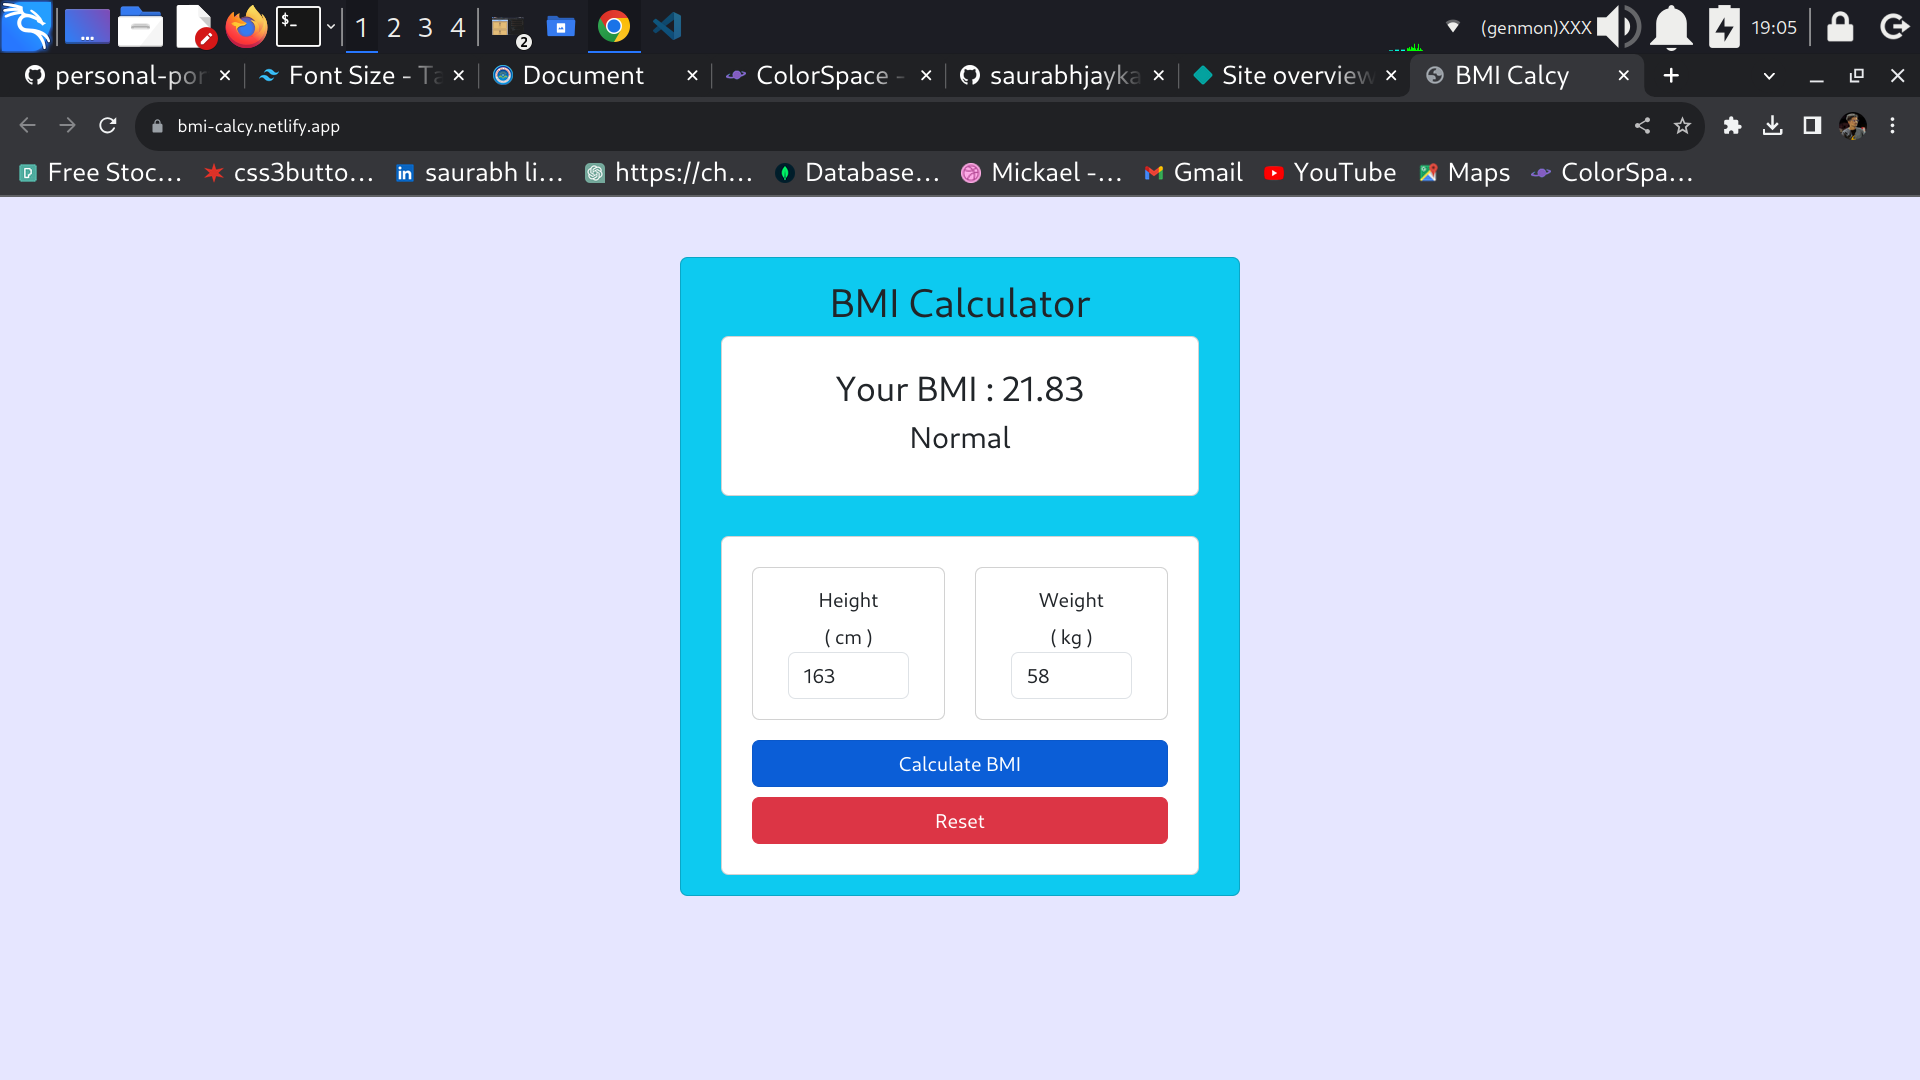 $-
1 2 3 4
2
(genmon)XXX
19:05
personal-por
Font Size - Ta
Document
ColorSpace -
saurabhjayka
Site overview
BMI Calcy
bmi-calcy.netlify.app
Free Stoc...
css3butto...
saurabh li...
https://ch...
Database...
Mickael -...
Gmail
YouTube
Maps
ColorSpa...
BMI Calculator
Your BMI : 21.83
Normal
Height
( cm )
163
Weight
( kg )
58
Calculate BMI
Reset